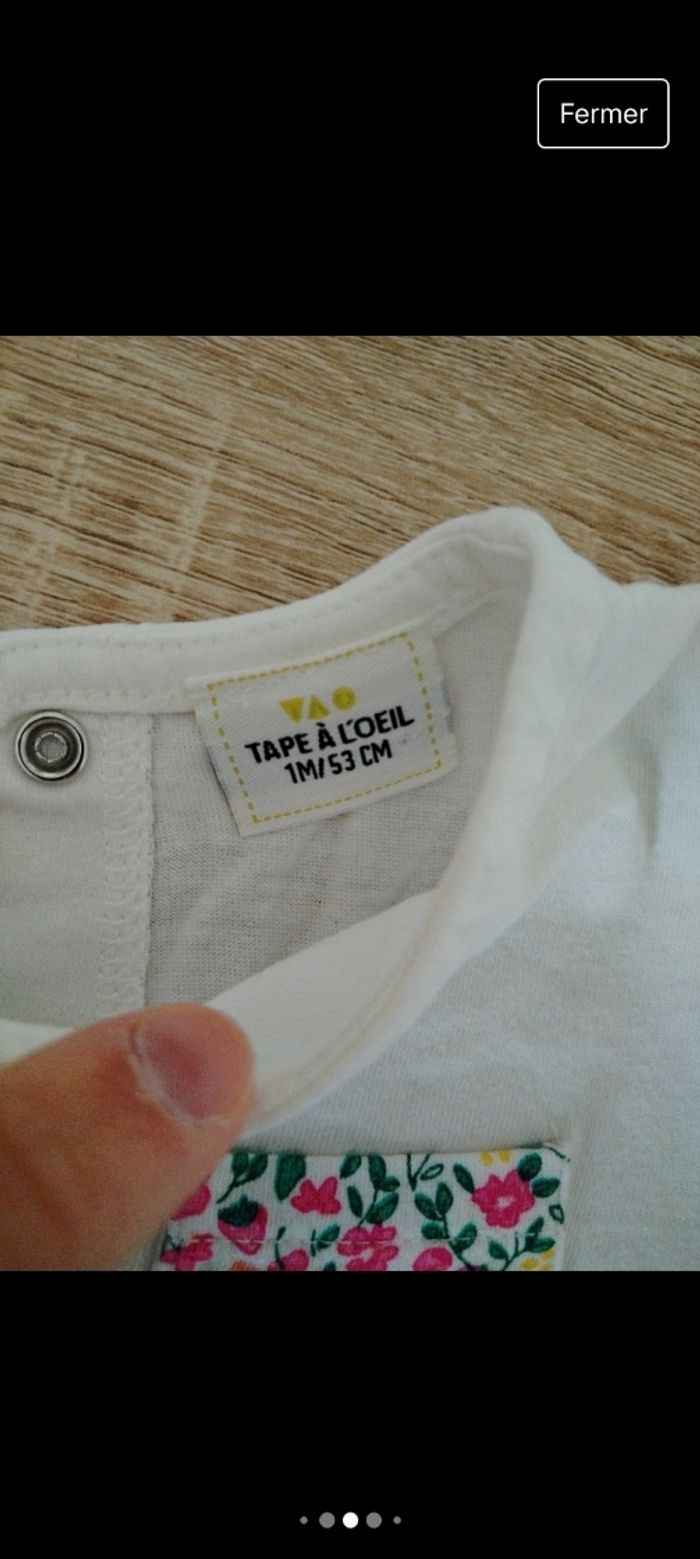 Fermer
TAPE À L'OEIL
1M/53 CM